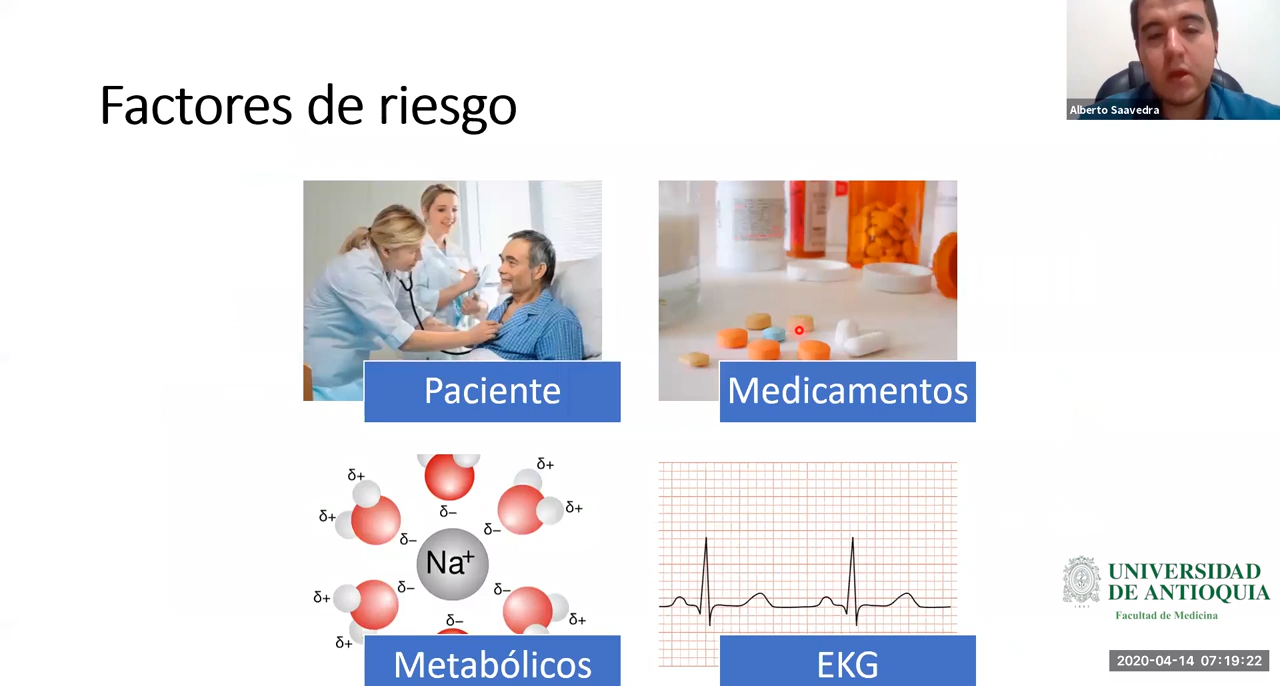 Factores de riesgo
Alberto Saavedra
Paciente
Medicamentos
δ+
δ+
δ+
δ+
δ–
δ–
δ–
Na+
δ–
δ–
δ+
δ+
δ+
δ–
Metabólicos
EKG
UNIVERSIDAD
DE ANTIOQUIA
1803
Facultad de Medicina
2020-04-14 07:19:22